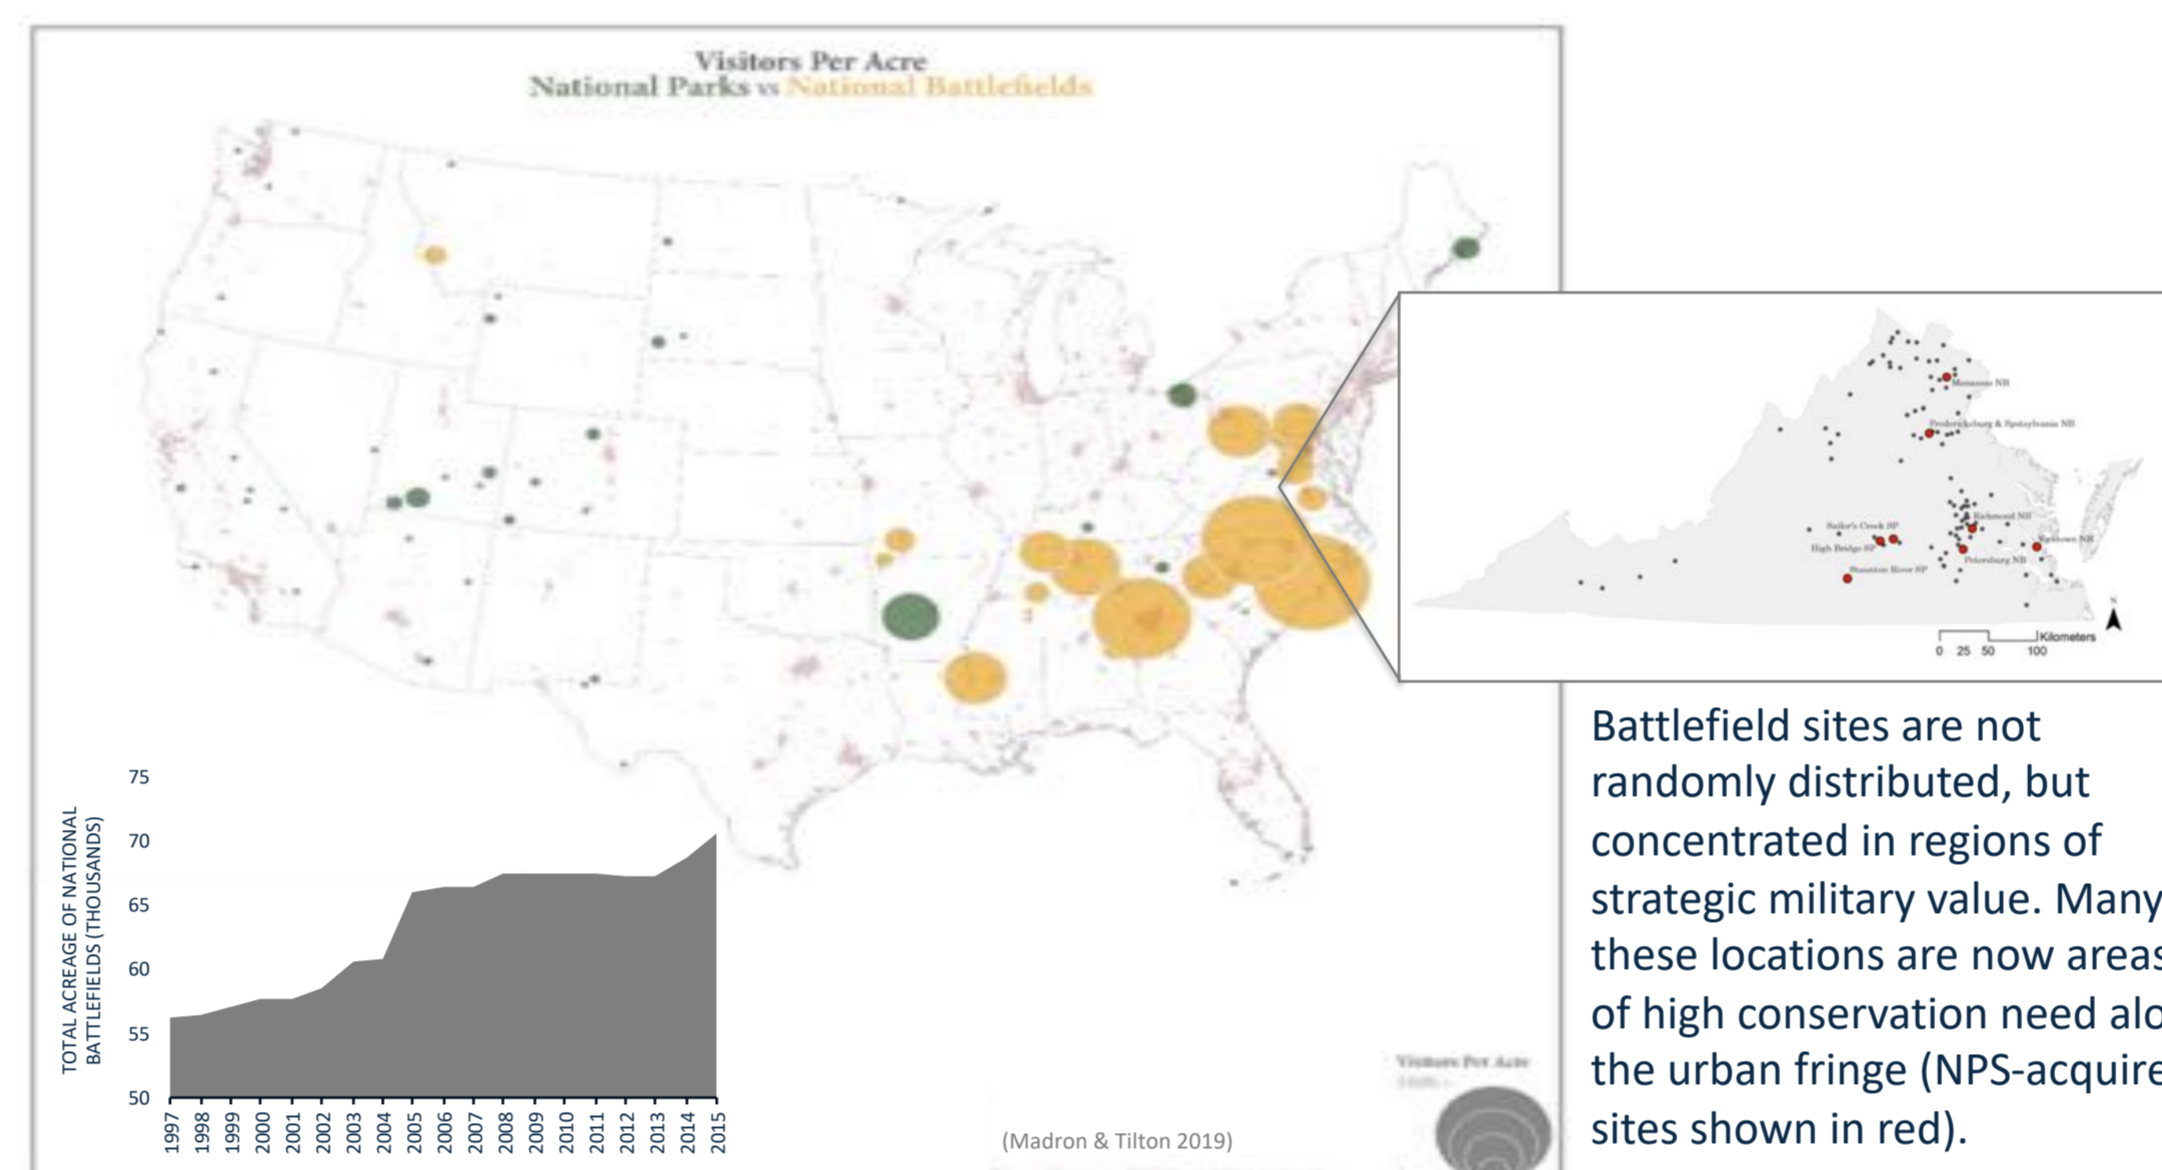 Visitors Per Acre
National Parks vs National Battlefields
Manassas NB
Fredericksburg & Spotsylvania NB
Richmond NB
Sailor's Creek SP
High Bridge SP
Yorktown NB
Petersburg NB
Staunton River SP
N
Kilometers
0 25 50 100
Battlefield sites are not
randomly distributed, but
concentrated in regions of
strategic military value. Many
these locations are now areas
of high conservation need alo
the urban fringe (NPS-acquire
sites shown in red).
TOTAL ACREAGE OF NATIONAL
BATTLEFIELDS (THOUSANDS)
75
70
65
60
55
50
1997 1998 1999 2000 2001 2002 2003 2004 2005 2006 2007 2008 2009 2010 2011 2012 2013 2014 2015
(Madron & Tilton 2019)
Visitors Per Acre